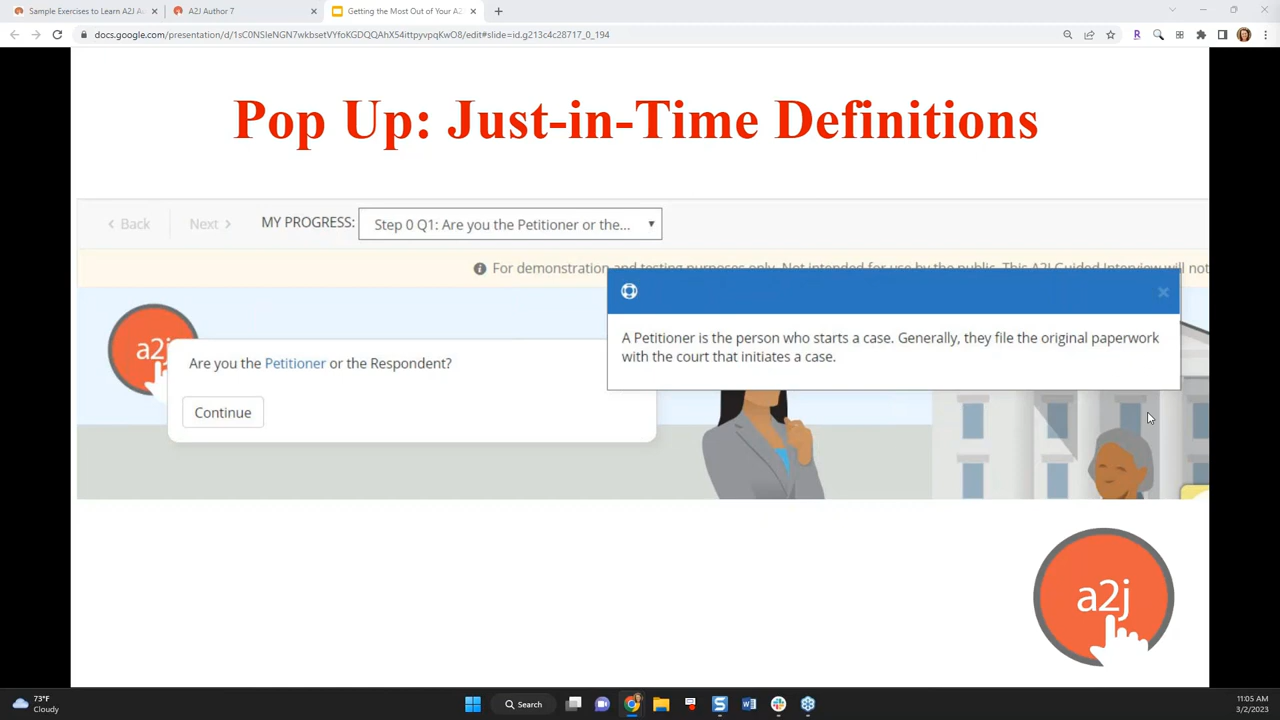 Sample Exercises to Learn A2J Au
A2J Author 7
Getting the Most Out of Your A2
docs.google.com/presentation/d/1sC0NSIeNGN7wkbsetVYfoKGDQQAhX54ittpyvpqKwO8/edit#slide=id.g213c4c28717_0_194
Pop Up: Just-in-Time Definitions
Back
Next
MY PROGRESS:
Step 0 Q1: Are you the Petitioner or the...
For demonstration and testing purposes only. Not intended for use by the public. This A2J Guided Interview will not
A Petitioner is the person who starts a case. Generally, they file the original paperwork
with the court that initiates a case.
a2j
Are you the Petitioner or the Respondent?
Continue
a2j
73°F
Cloudy
Search
11:05 AM
3/2/2023